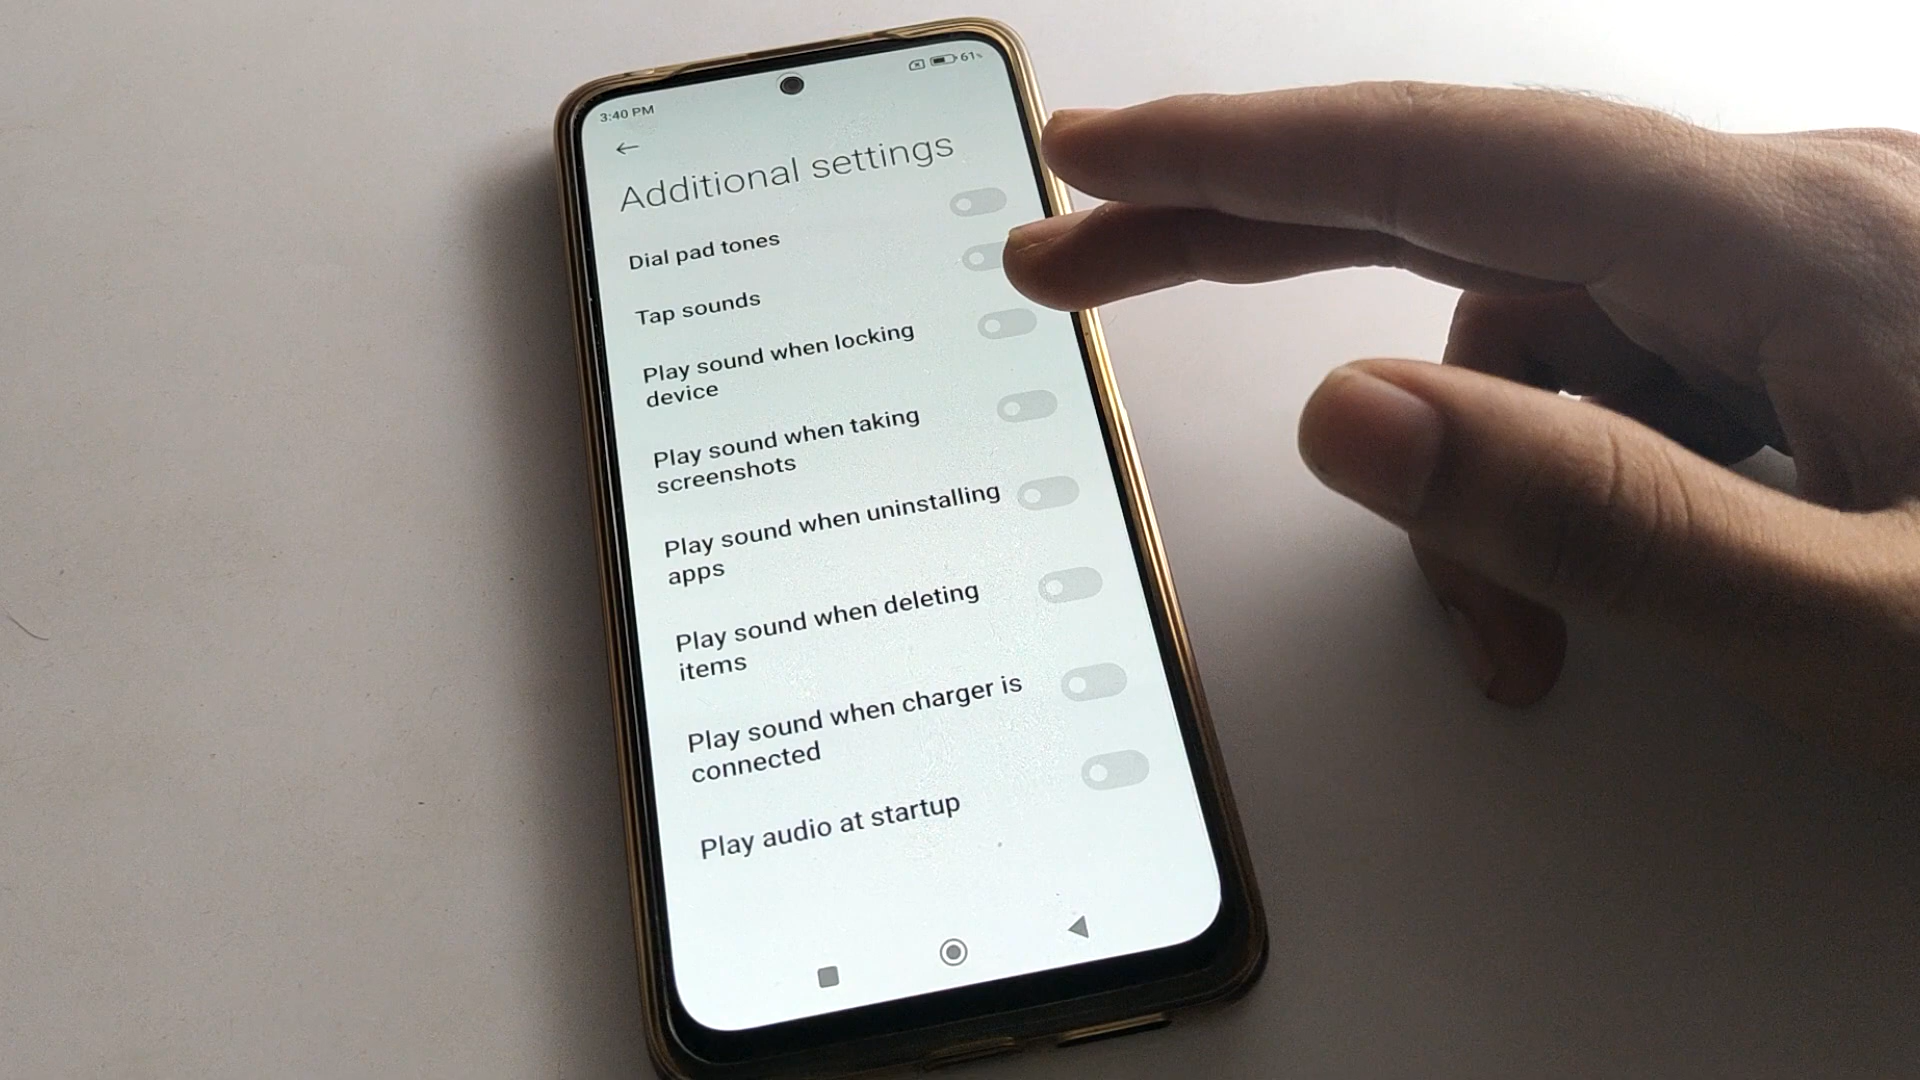 3:40 PM
61%
Additional settings
Dial pad tones
Tap sounds
Play sound when locking
device
Play sound when taking
screenshots
Play sound when uninstalling
apps
Play sound when deleting
items
Play sound when charger is
connected
Play audio at startup